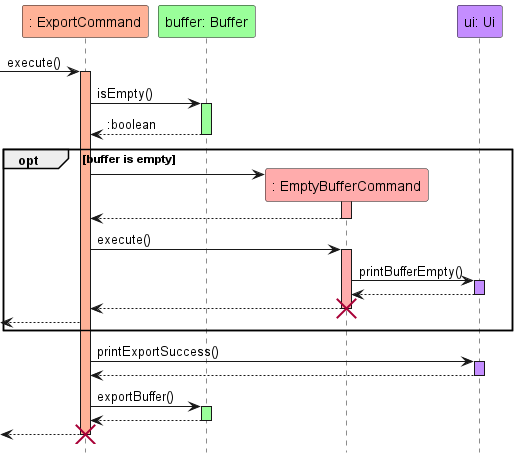 : ExportCommand
buffer: Buffer
ui: Ui
execute()
isEmpty()
:boolean
opt
[buffer is empty]
: EmptyBufferCommand
execute()
printBufferEmpty()
printExportSuccess()
exportBuffer()